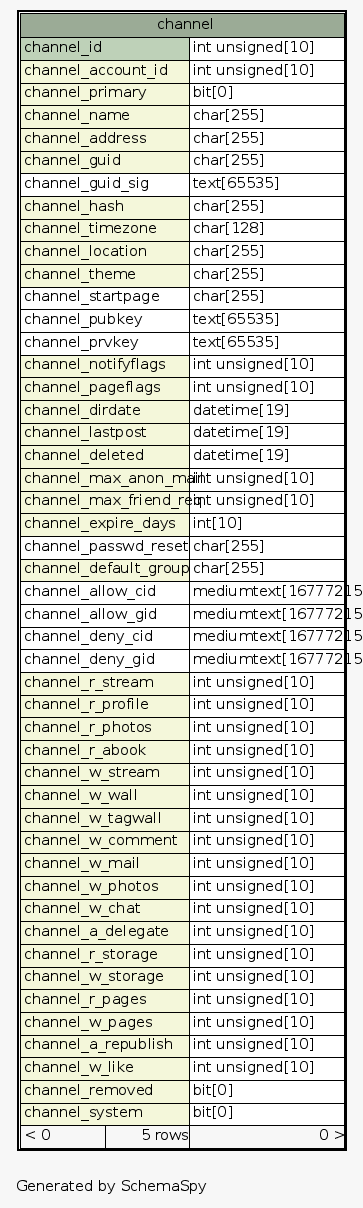 channel
channel_id int unsigned[10]
channel_account_id int unsigned[10]
channel_primary bit[0]
channel_name char[255]
channel_address char[255]
channel_guid char[255]
channel_guid_sig text[65535]
channel_hash char[255]
channel_timezone char[128]
channel_location char[255]
channel_theme char[255]
channel_startpage char[255]
channel_pubkey text[65535]
channel_prvkey text[65535]
channel_notifyflags int unsigned[10]
channel_pageflags int unsigned[10]
channel_dirdate datetime[19]
channel_lastpost datetime[19]
channel_deleted datetime[19]
channel_max_anon_mail int unsigned[10]
channel_max_friend_req int unsigned[10]
channel_expire_days int[10]
channel_passwd_reset char[255]
channel_default_group char[255]
channel_allow_cid mediumtext[16777215
channel_allow_gid mediumtext[16777215
channel_deny_cid mediumtext[16777215
channel_deny_gid mediumtext[16777215
channel_r_stream int unsigned[10]
channel_r_profile int unsigned[10]
channel_r_photos int unsigned[10]
channel_r_abook int unsigned[10]
channel_w_stream int unsigned[10]
channel_w_wall int unsigned[10]
channel_w_tagwall int unsigned[10]
channel_w_comment int unsigned[10]
channel_w_mail int unsigned[10]
channel_w_photos int unsigned[10]
channel_w_chat int unsigned[10]
channel_a_delegate int unsigned[10]
channel_r_storage int unsigned[10]
channel_w_storage int unsigned[10]
channel_r_pages int unsigned[10]
channel_w_pages int unsigned[10]
channel_a_republish int unsigned[10]
channel_w_like int unsigned[10]
channel_removed bit[0]
channel_system bit[0]
< 0 5 rows 0 >
Generated by SchemaSpy